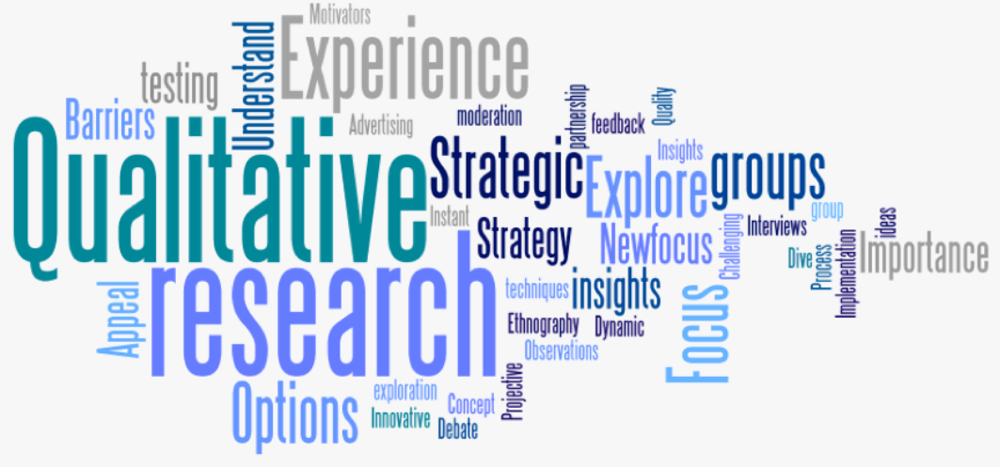 Motivators
Experience
Understand
testing
Barriers
Advertising
Qualitative
moderation
partnership
feedback
Quality
Strategic
Insights
Explore
groups
Instant
Strategy
Newfocus
Challenging
Interviews
group
ideas
Dive
Process
Implementation
Importance
research
Appeal
techniques
insights
Focus
Ethnography
Dynamic
Observations
Options
exploration
Innovative
Concept
Debate
Projective